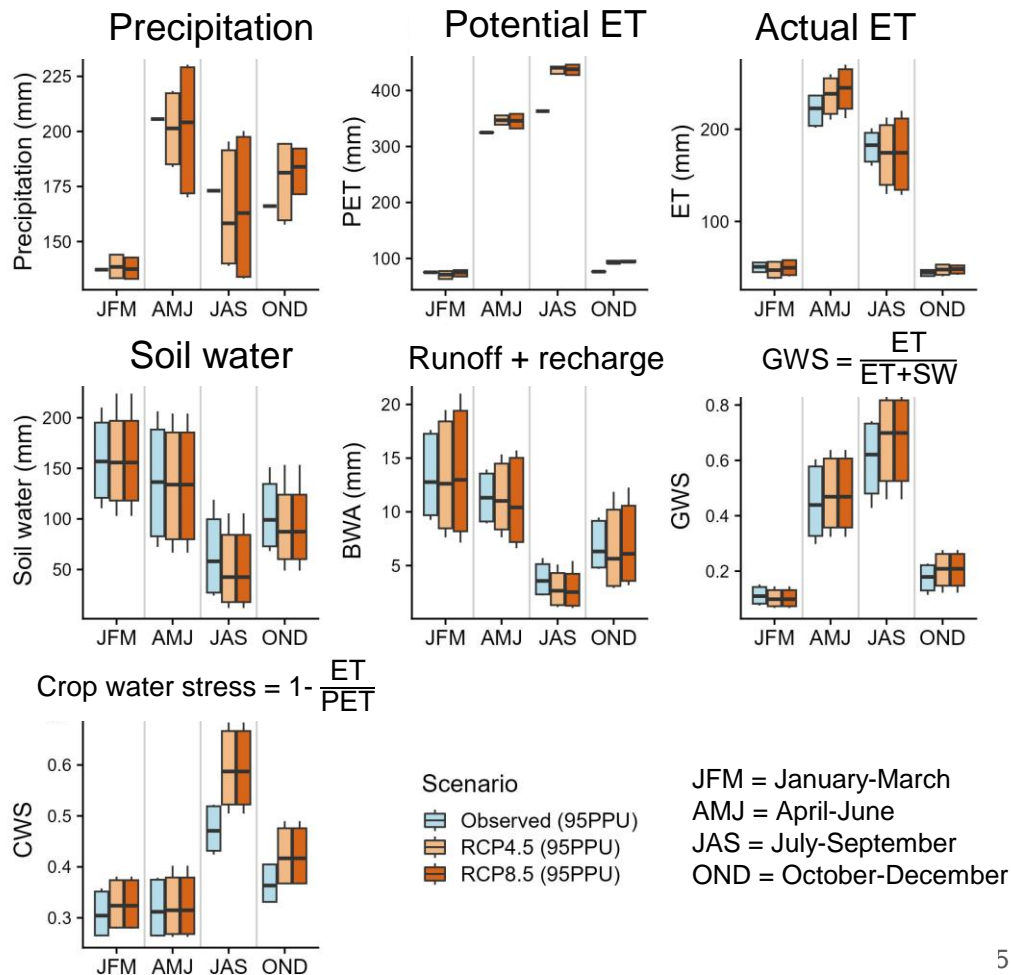 Precipitation
Potential ET
Actual ET
Precipitation (mm)
225
200
175
150
JFM AMJ JAS OND
PET (mm)
400
300
200
100
JFM AMJ JAS OND
ET (mm)
200
100
JFM AMJ JAS OND
Soil water
Runoff + recharge
GWS = ET
ET+SW
Soil water (mm)
200
150
100
50
JFM AMJ JAS OND
BWA (mm)
20
15
10
5
JFM AMJ JAS OND
GWS
0.8
0.6
0.4
0.2
JFM AMJ JAS OND
Crop water stress = 1- ET
PET
CWS
0.6
0.5
0.4
0.3
JFM AMJ JAS OND
Scenario
Observed (95PPU)
RCP4.5 (95PPU)
RCP8.5 (95PPU)
JFM = January-March
AMJ = April-June
JAS = July-September
OND = October-December
5